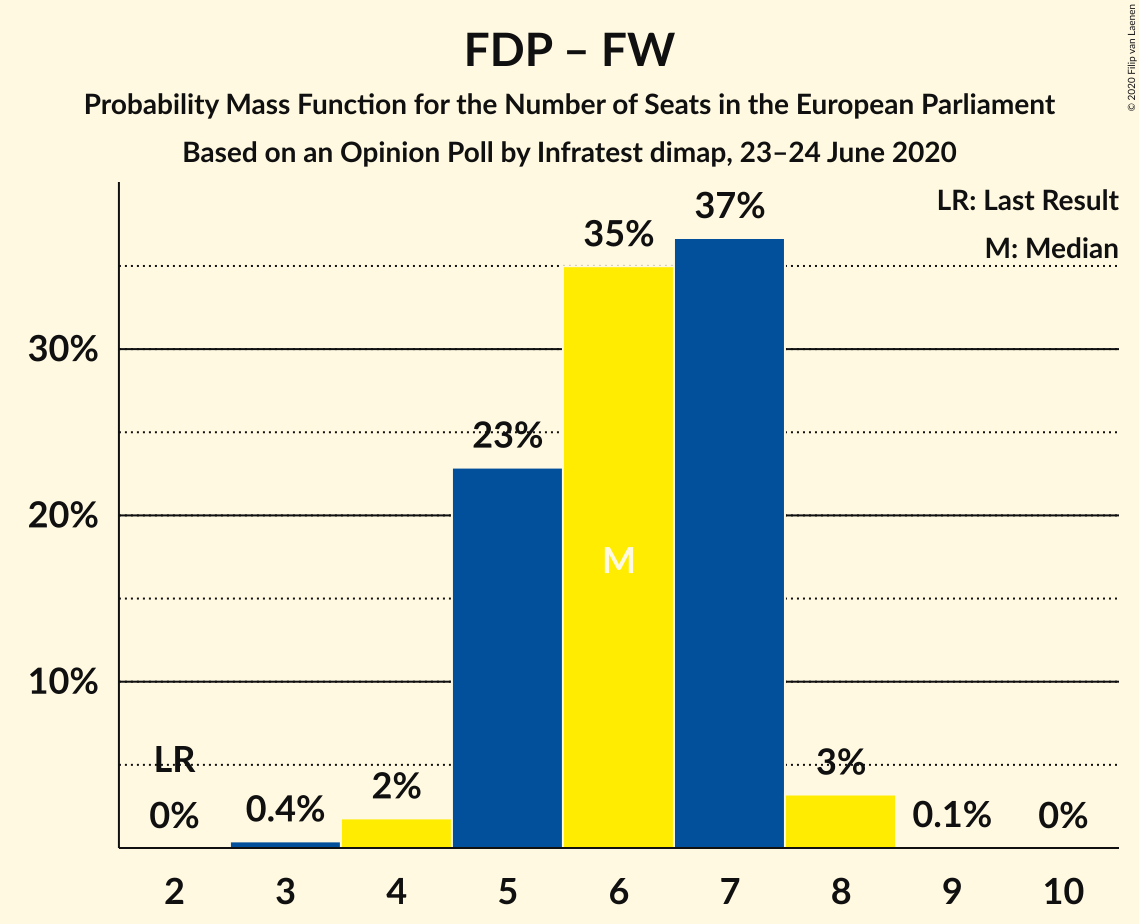 FDP – FW
Probability Mass Function for the Number of Seats in the European Parliament
Based on an Opinion Poll by Infratest dimap, 23–24 June 2020
© 2020 Filip van Laenen
LR: Last Result
M: Median
30%
20%
10%
LR
0%
0.4%
2%
23%
35%
M
37%
3%
0.1%
0%
2 3 4 5 6 7 8 9 10